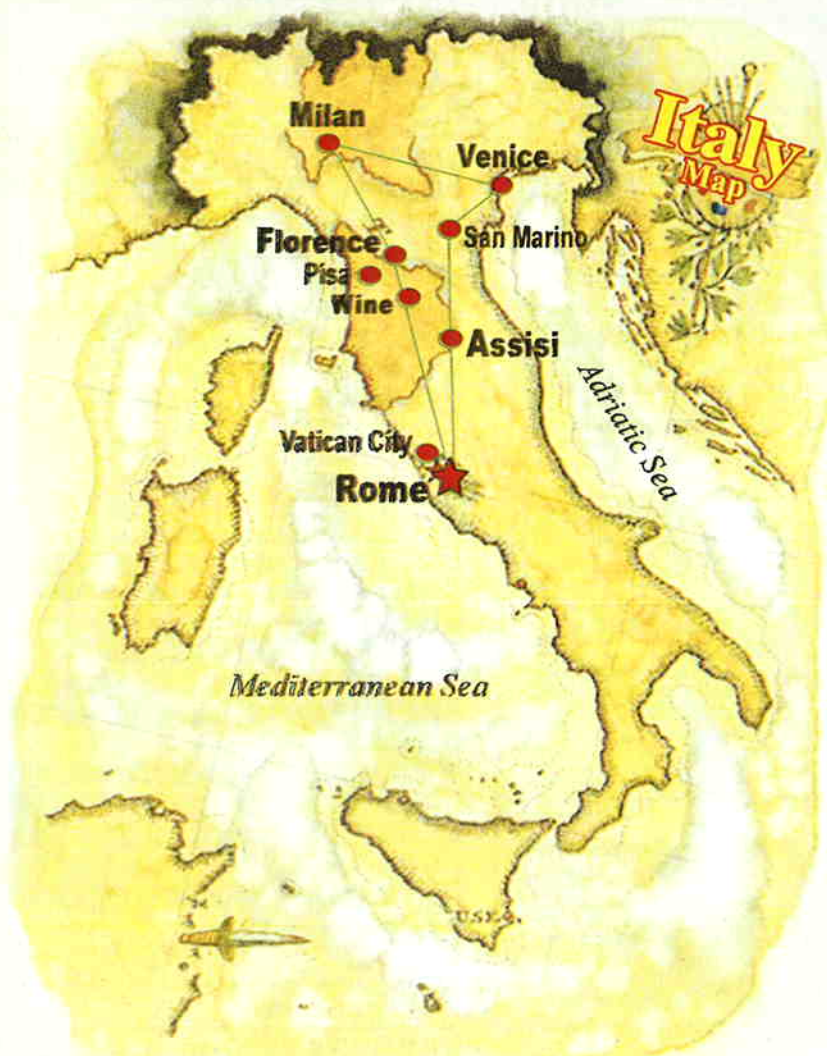 Milan
Venice
Italy
Map
Florence
San Marino
Pisa
Wine
Assisi
Adriatic Sea
Vatican City
Rome
Mediterranean Sea